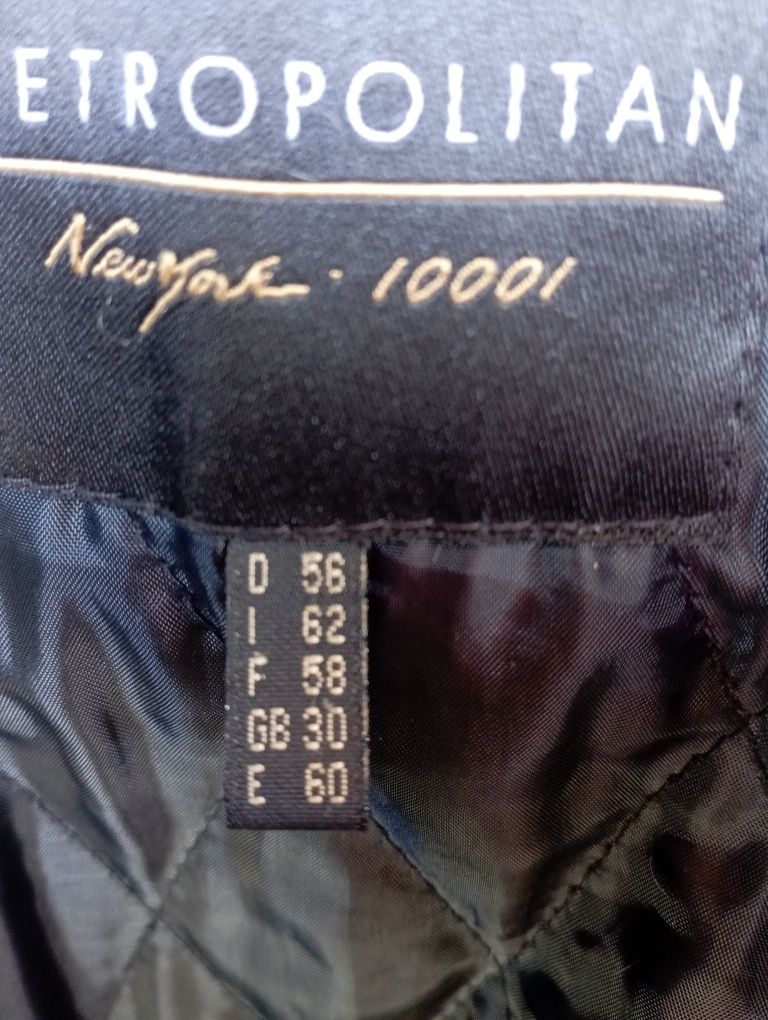 ETROPOLITAN
New York · 10001
D 56
I 62
F 58
GB 30
E 60